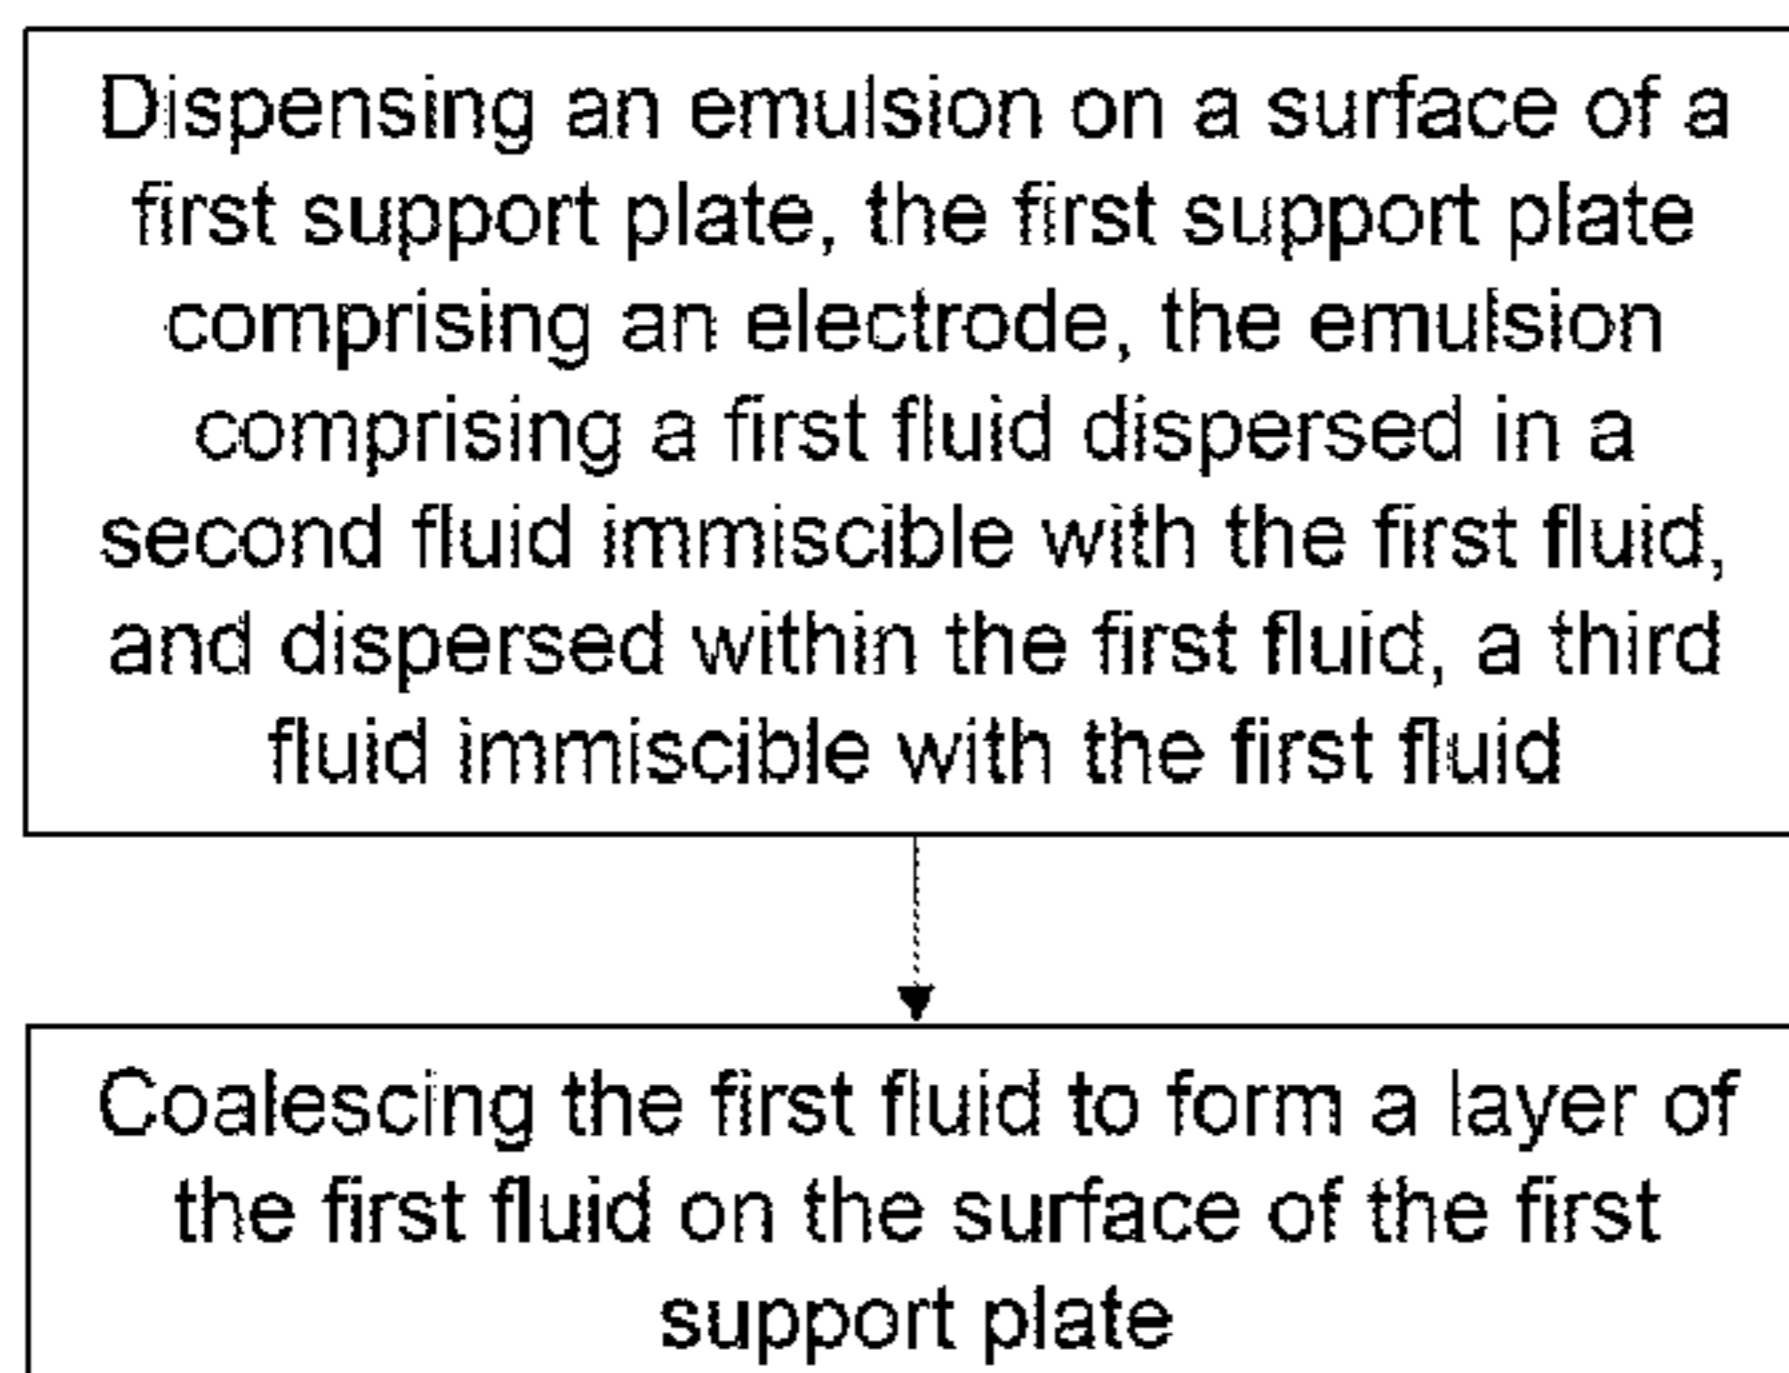 Dispensing an emulsion on a surface of a
first support plate, the first support plate
comprising an electrode, the emulsion
comprising a first fluid dispersed in a
second fluid immiscible with the first fluid,
and dispersed within the first fluid, a third
fluid immiscible with the first fluid
Coalescing the first fluid to form a layer of
the first fluid on the surface of the first
support plate